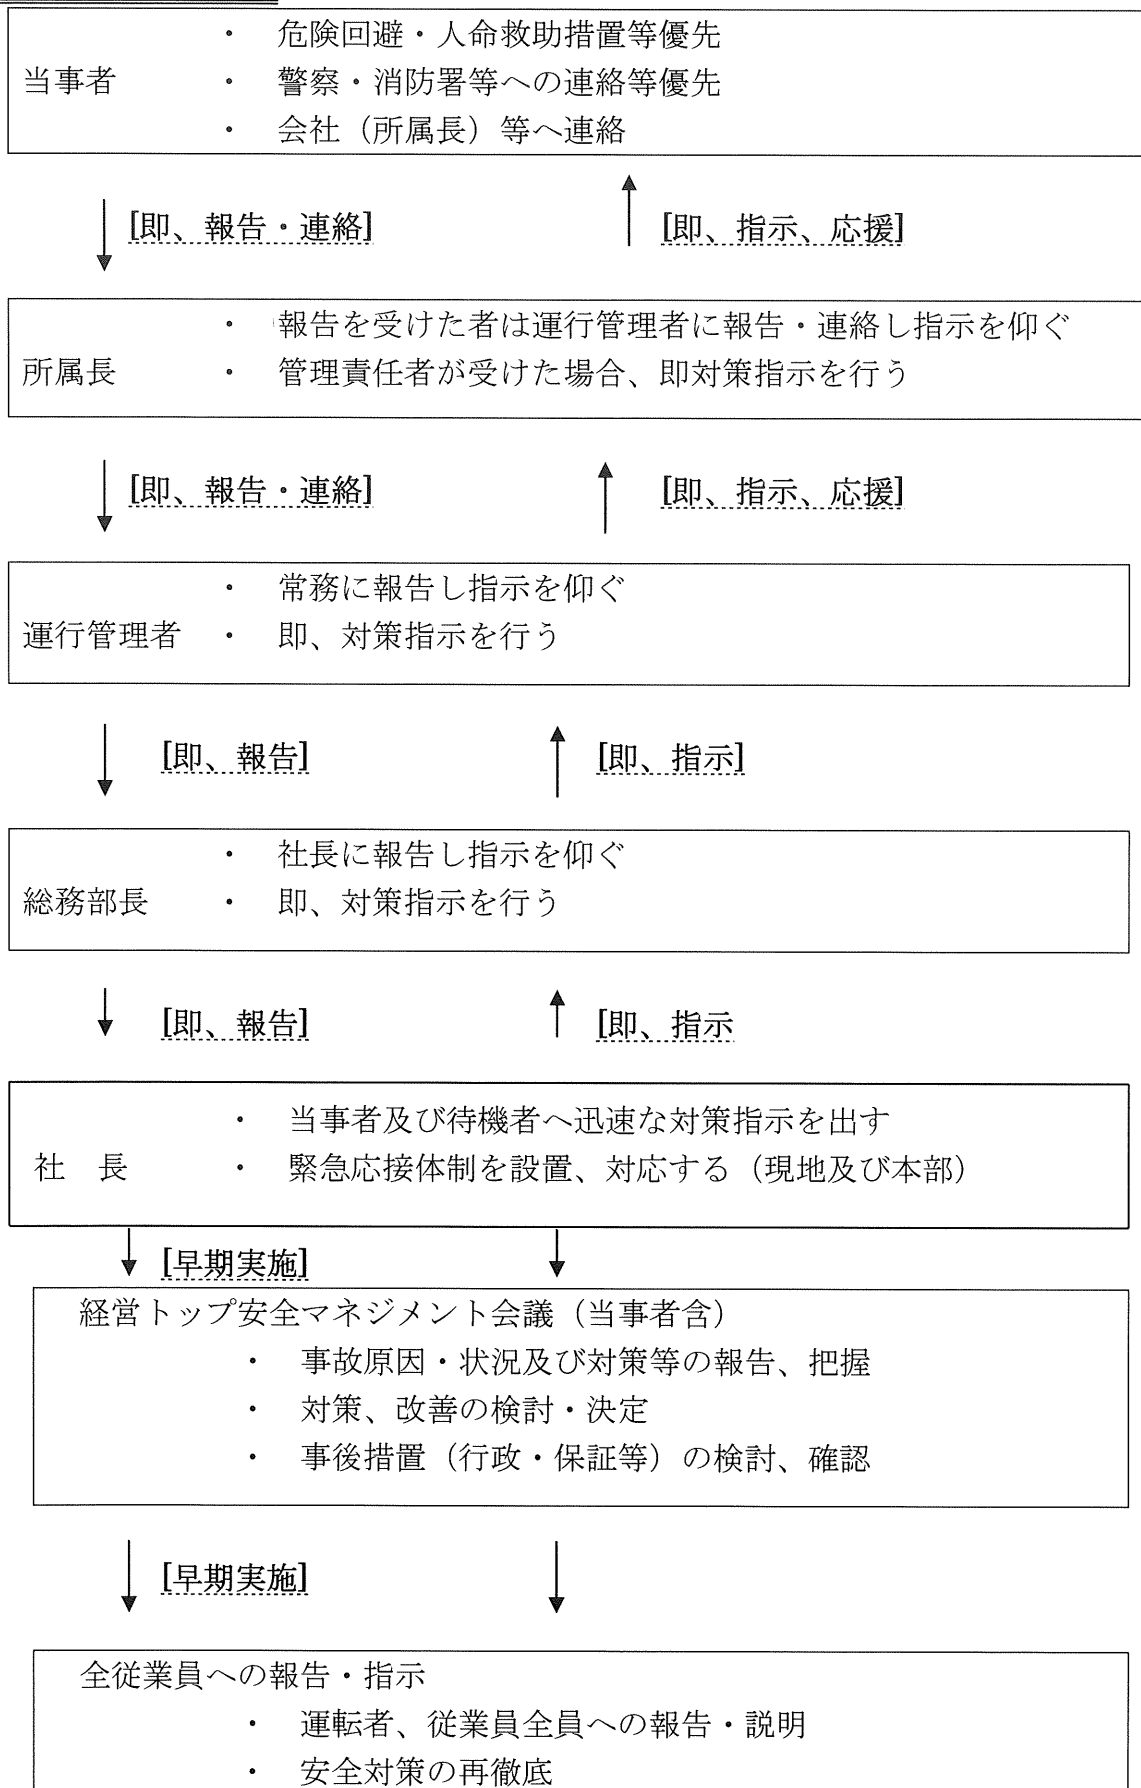 ・ 危険回避・人命救助措置等優先
当事者 ・ 警察・消防署等への連絡等優先
・ 会社（所属長）等へ連絡
[即、報告・連絡] [即、指示、応援]
・ 報告を受けた者は運行管理者に報告・連絡し指示を仰ぐ
所属長 ・ 管理責任者が受けた場合、即対策指示を行う
[即、報告・連絡] [即、指示、応援]
・ 常務に報告し指示を仰ぐ
運行管理者 ・ 即、対策指示を行う
[即、報告] [即、指示]
・ 社長に報告し指示を仰ぐ
総務部長 ・ 即、対策指示を行う
[即、報告] [即、指示
・ 当事者及び待機者へ迅速な対策指示を出す
社　長 ・ 緊急応接体制を設置、対応する（現地及び本部）
[早期実施]
経営トップ安全マネジメント会議（当事者含）
・ 事故原因・状況及び対策等の報告、把握
・ 対策、改善の検討・決定
・ 事後措置（行政・保証等）の検討、確認
[早期実施]
全従業員への報告・指示
・ 運転者、従業員全員への報告・説明
・ 安全対策の再徹底